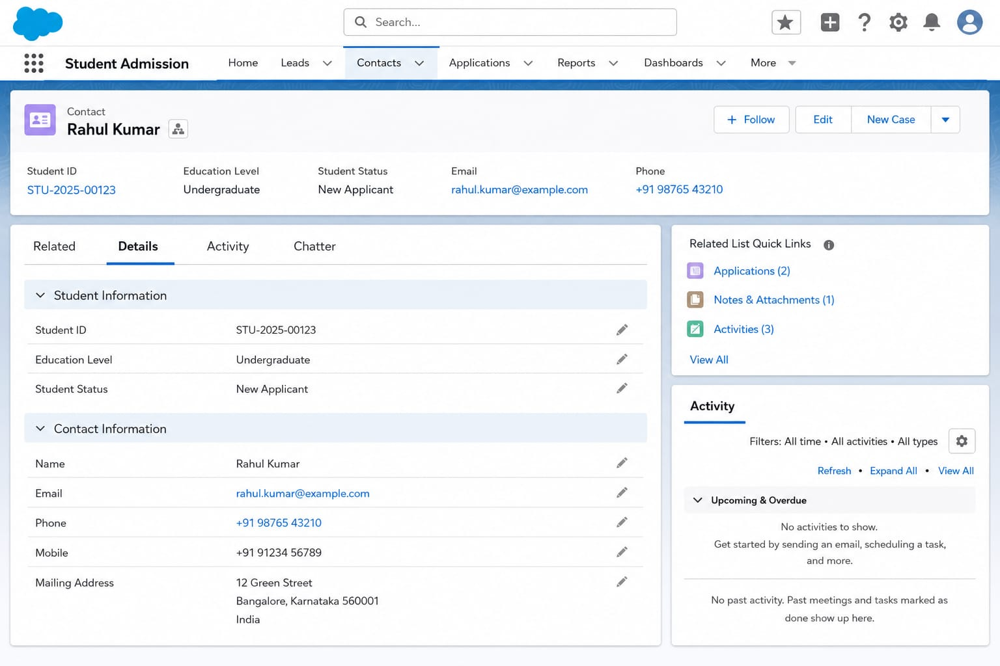 Search...
Student Admission
Home Leads Contacts Applications Reports Dashboards More
Contact
Rahul Kumar
+ Follow Edit New Case
Student ID Education Level Student Status Email Phone
STU-2025-00123 Undergraduate New Applicant rahul.kumar@example.com +91 98765 43210
Related Details Activity Chatter
Student Information
Student ID STU-2025-00123
Education Level Undergraduate
Student Status New Applicant
Contact Information
Name Rahul Kumar
Email rahul.kumar@example.com
Phone +91 98765 43210
Mobile +91 91234 56789
Mailing Address 12 Green Street
Bangalore, Karnataka 560001
India
Related List Quick Links
Applications (2)
Notes & Attachments (1)
Activities (3)
View All
Activity
Filters: All time • All activities • All types
Refresh • Expand All • View All
Upcoming & Overdue
No activities to show.
Get started by sending an email, scheduling a task,
and more.
No past activity. Past meetings and tasks marked as
done show up here.